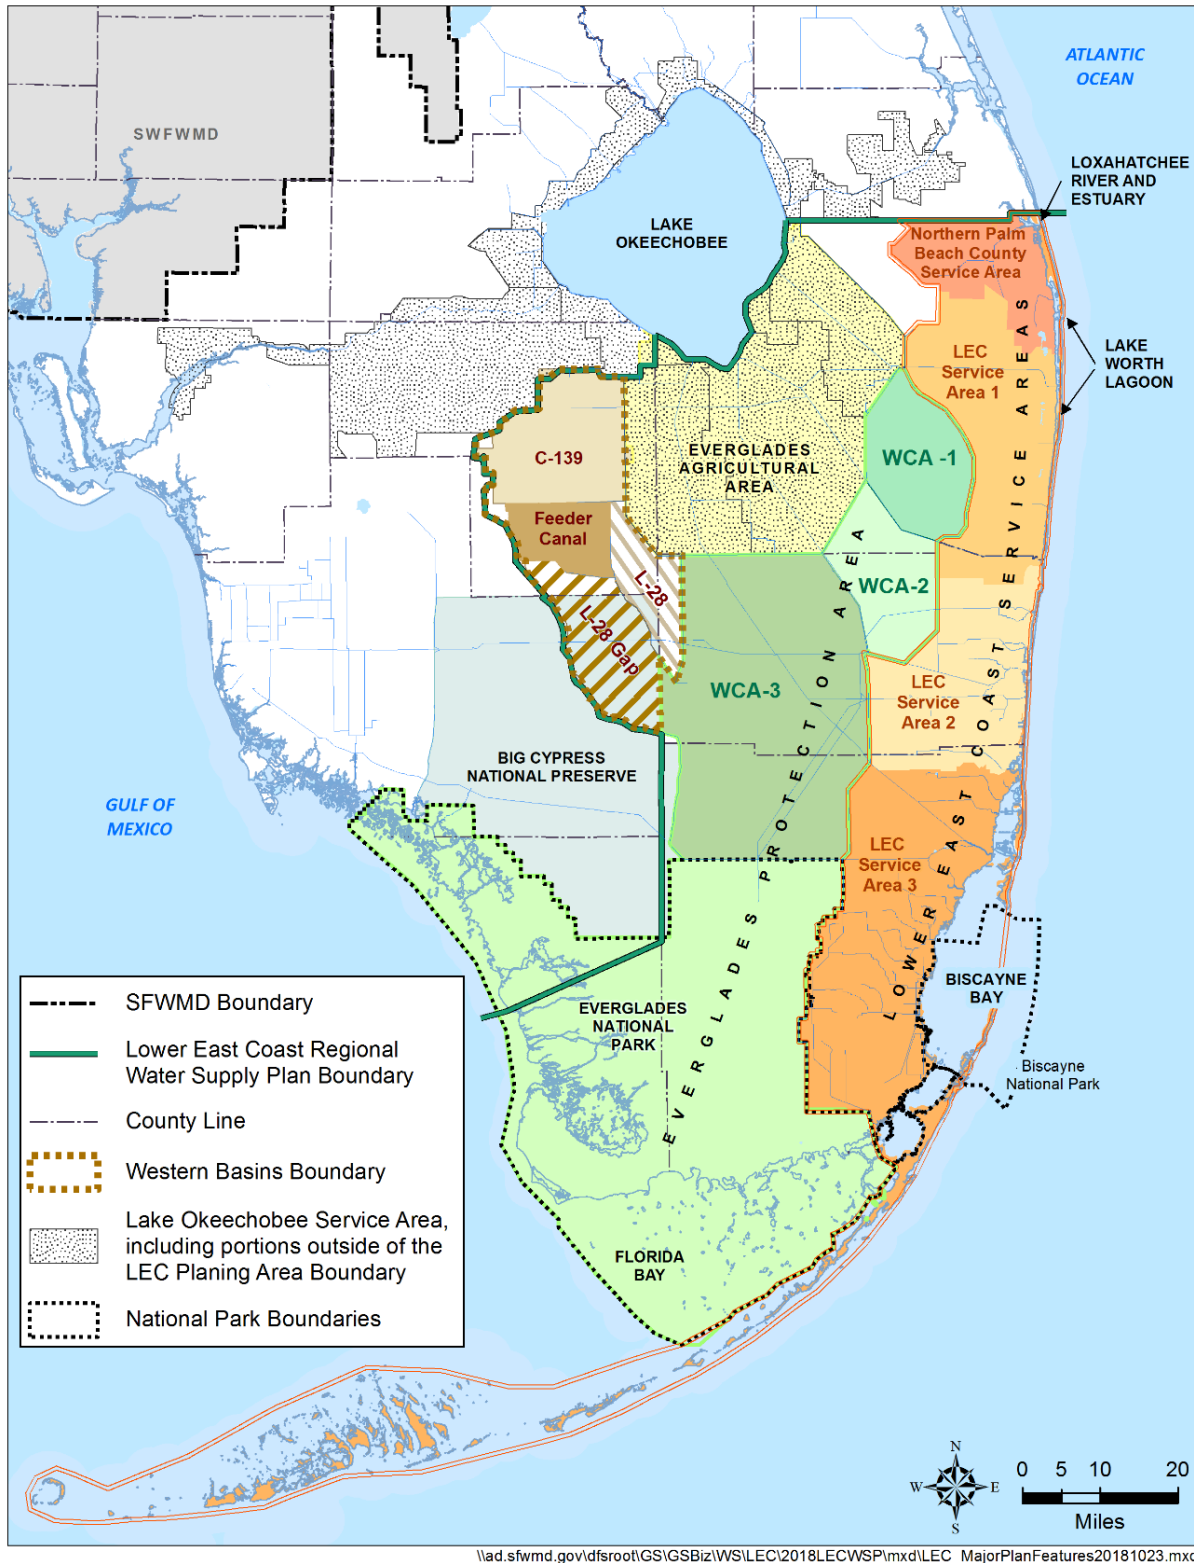 ATLANTIC
OCEAN
SWFWMD
LOXAHATCHEE
RIVER AND
ESTUARY
LAKE
OKEECHOBEE
Northern Palm
Beach County
Service Area
LAKE
WORTH
LAGOON
LEC
Service
Area 1
C-139
EVERGLADES
AGRICULTURAL
AREA
WCA -1
Feeder
Canal
L-28
WCA-2
L-28 Gap
WCA-3
LEC
Service
Area 2
BIG CYPRESS
NATIONAL PRESERVE
GULF OF
MEXICO
LEC
Service
Area 3
EVERGLADES PROTECTION AREA
LOWER EAST COAST SERVICE AREAS
BISCAYNE
BAY
EVERGLADES
NATIONAL
PARK
Biscayne
National Park
FLORIDA
BAY
SFWMD Boundary
Lower East Coast Regional
Water Supply Plan Boundary
County Line
Western Basins Boundary
Lake Okeechobee Service Area,
including portions outside of the
LEC Planing Area Boundary
National Park Boundaries
N
W
E
S
0 5 10 20
Miles
\\ad.sfwmd.gov\dfsroot\GS\GSBiz\WS\LEC\2018LECWSP\mxd\LEC_MajorPlanFeatures20181023.mxd